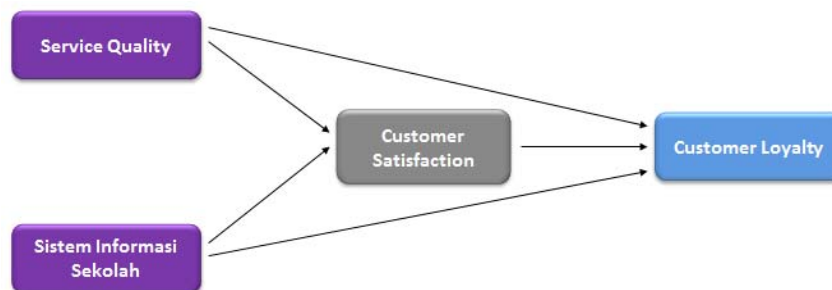 Service Quality
Customer
Satisfaction
Customer Loyalty
Sistem Informasi
Sekolah